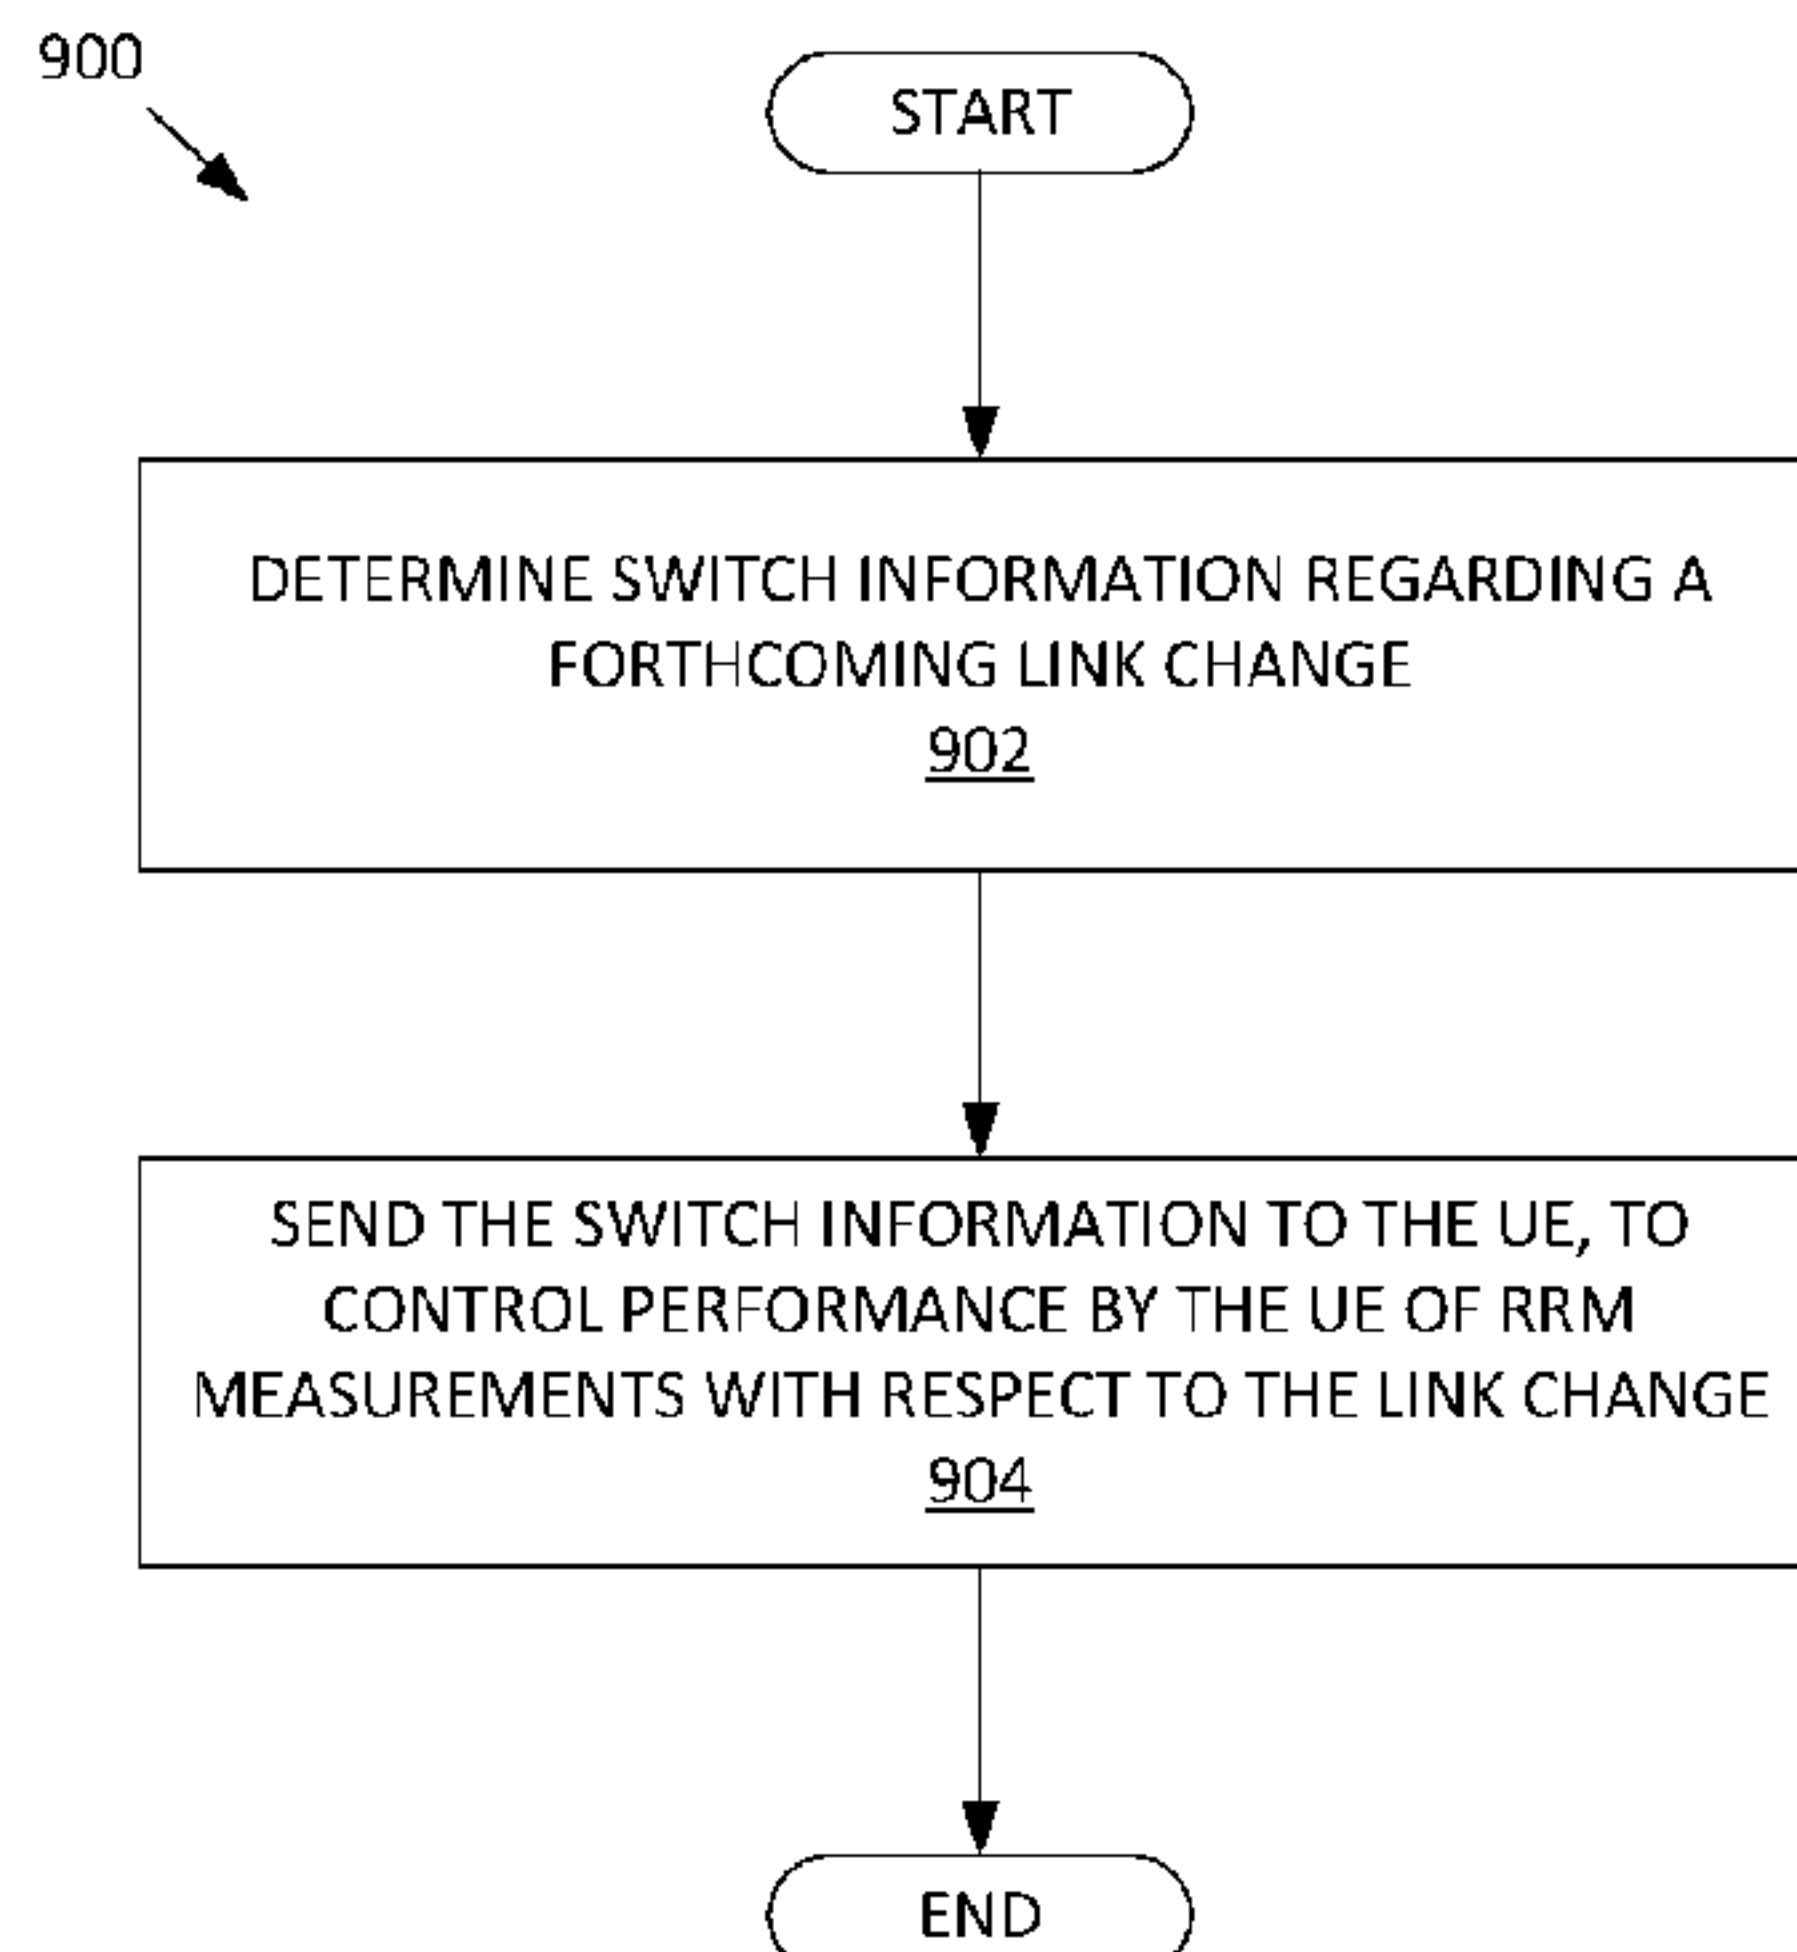 900
START
DETERMINE SWITCH INFORMATION REGARDING A
FORTHCOMING LINK CHANGE
902
SEND THE SWITCH INFORMATION TO THE UE, TO
CONTROL PERFORMANCE BY THE UE OF RRM
MEASUREMENTS WITH RESPECT TO THE LINK CHANGE
904
END